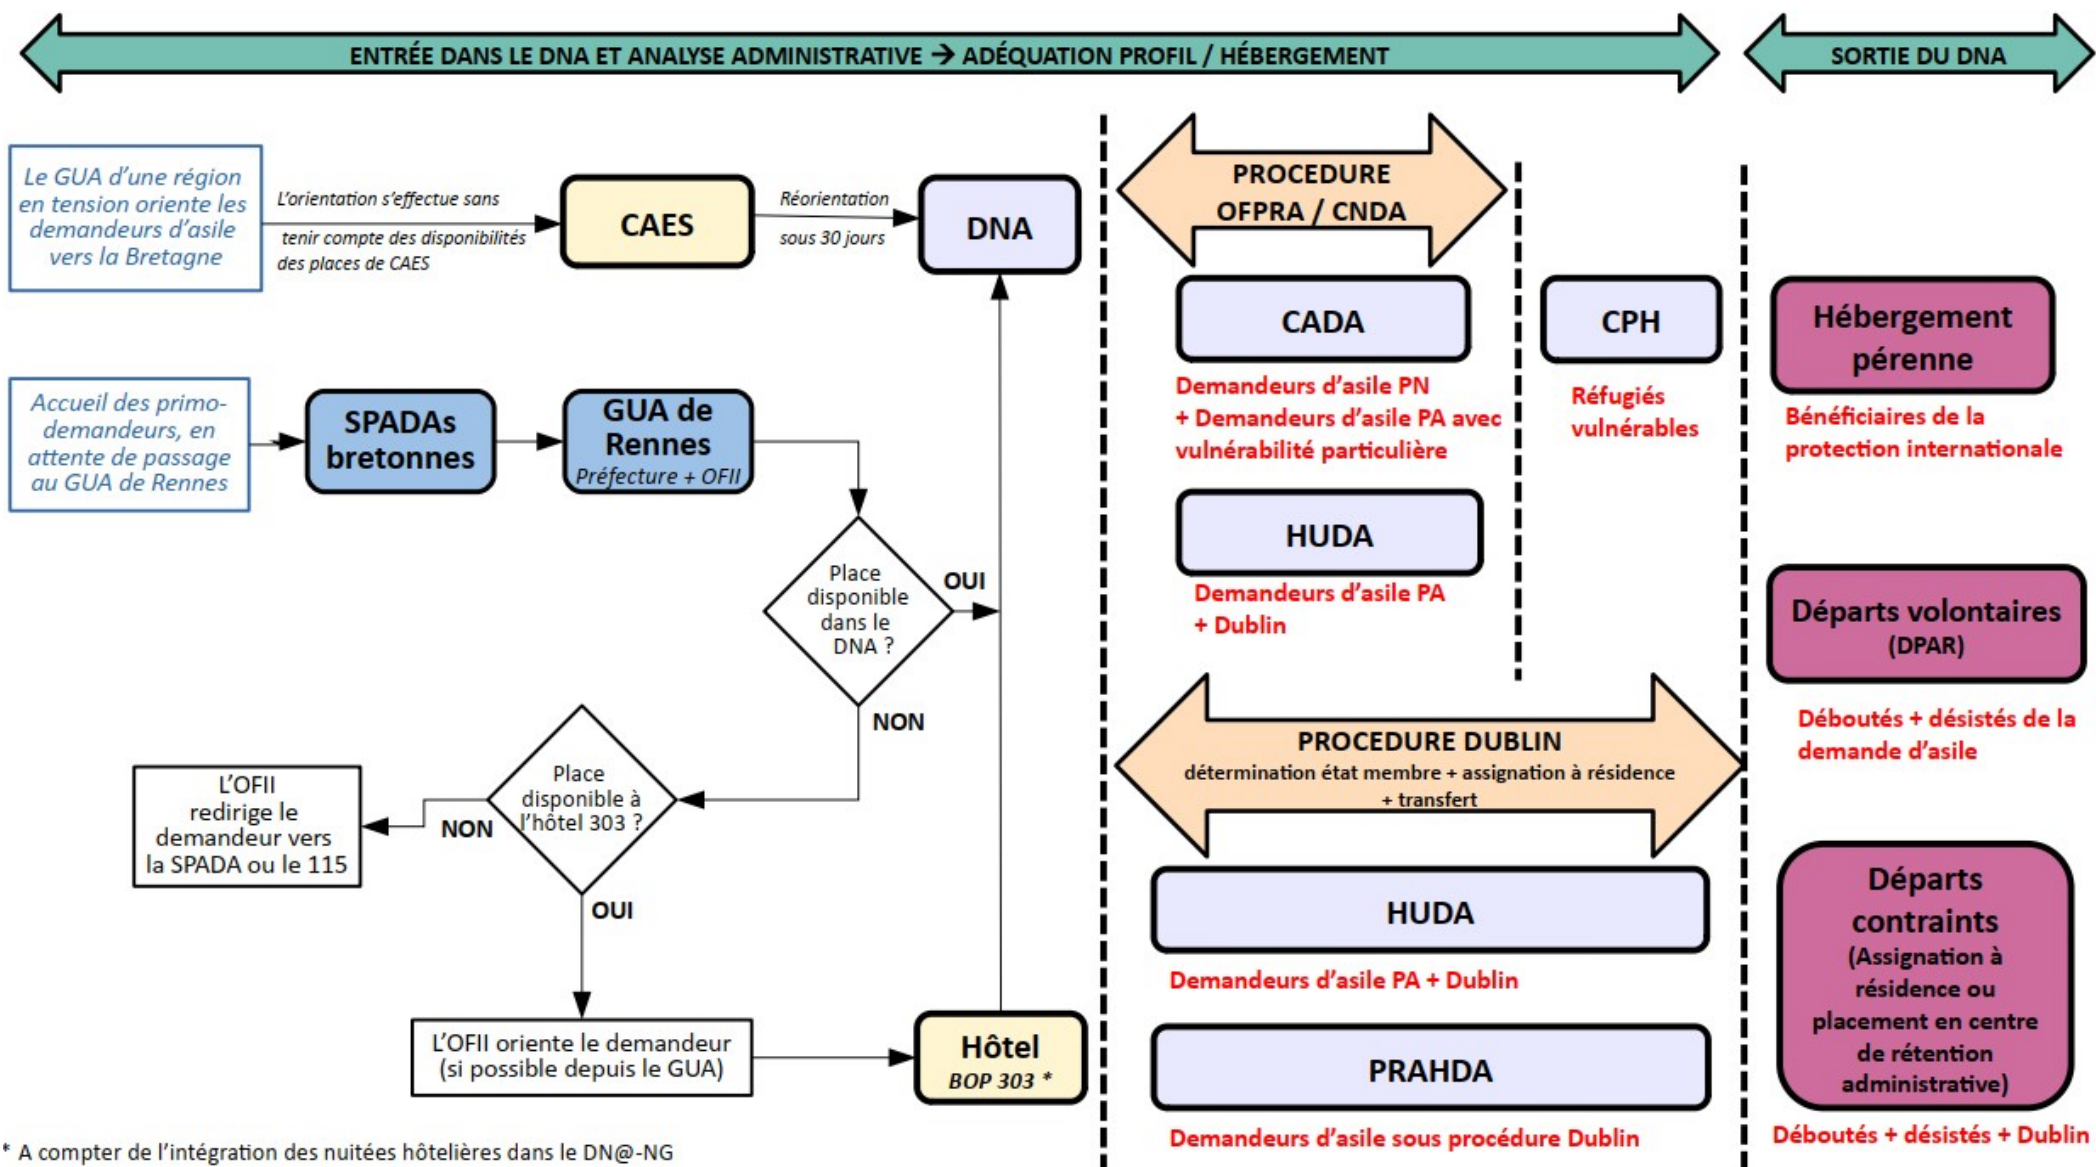 ENTRÉE DANS LE DNA ET ANALYSE ADMINISTRATIVE → ADÉQUATION PROFIL / HÉBERGEMENT
SORTIE DU DNA
Le GUA d’une région
en tension oriente les
demandeurs d’asile
vers la Bretagne
L’orientation s’effectue sans
tenir compte des disponibilités
des places de CAES
CAES
Réorientation
sous 30 jours
DNA
Accueil des primo-
demandeurs, en
attente de passage
au GUA de Rennes
SPADAs
bretonnes
GUA de
Rennes
Préfecture + OFII
Place
disponible
dans le
DNA ?
OUI
NON
Place
disponible à
l’hôtel 303 ?
NON
OUI
L’OFII
redirige le
demandeur vers
la SPADA ou le 115
L’OFII oriente le demandeur
(si possible depuis le GUA)
Hôtel
BOP 303 *
* A compter de l’intégration des nuitées hôtelières dans le DN@-NG
PROCEDURE
OFPRA / CNDA
CADA
Demandeurs d’asile PN
+ Demandeurs d’asile PA avec
vulnérabilité particulière
HUDA
Demandeurs d’asile PA
+ Dublin
CPH
Réfugiés
vulnérables
PROCEDURE DUBLIN
détermination état membre + assignation à résidence
+ transfert
HUDA
Demandeurs d’asile PA + Dublin
PRAHDA
Demandeurs d’asile sous procédure Dublin
Hébergement
pérenne
Bénéficiaires de la
protection internationale
Départs volontaires
(DPAR)
Déboutés + désistés de la
demande d’asile
Départs
contraints
(Assignation à
résidence ou
placement en centre
de rétention
administrative)
Déboutés + désistés + Dublin